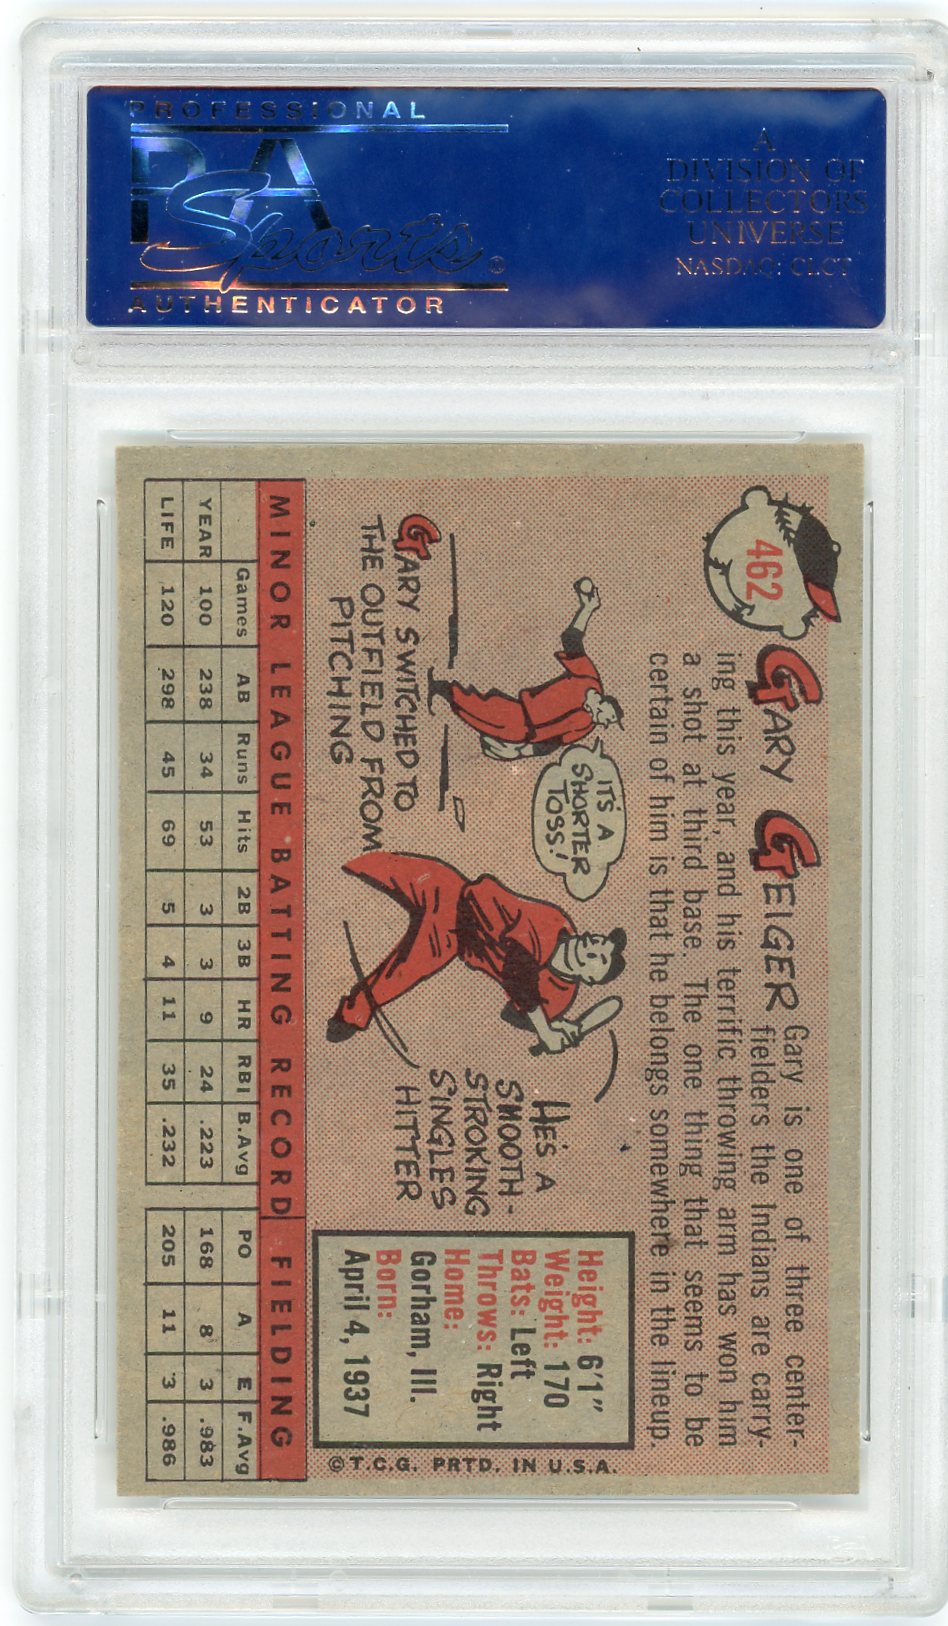 PROFESSIONAL
PSA
Sports®
AUTHENTICATOR
A
DIVISION OF
COLLECTORS
UNIVERSE
NASDAQ: CLCT
462
GARY GEIGER
Gary is one of three center-
fielders the Indians are carry-
ing this year, and his terrific throwing arm has won him
a shot at third base. The one thing that seems to be
certain of him is that he belongs somewhere in the lineup.
IT'S A
SHORTER
TOSS!
GARY SWITCHED TO
THE OUTFIELD FROM
PITCHING
HE'S A
SMOOTH-
STROKING
SINGLES
HITTER
Height: 6'1"
Weight: 170
Bats: Left
Throws: Right
Home:
Gorham, Ill.
Born:
April 4, 1937
©T.C.G. PRTD. IN U.S.A.
MINOR LEAGUE BATTING RECORD FIELDING
Games AB Runs Hits 2B 3B HR RBI B.Avg PO A E F.Avg
YEAR 100 238 34 53 3 3 9 24 .223 168 8 3 .983
LIFE 120 298 45 69 5 4 11 35 .232 205 11 3 .986